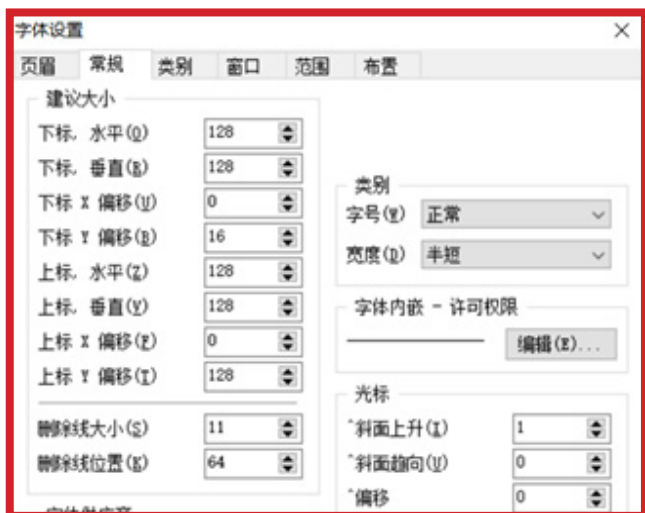 字体设置
页眉 常规 类别 窗口 范围 布置
建议大小
下标, 水平(O) 128
下标, 垂直(R) 128
下标 X 偏移(U) 0
下标 Y 偏移(B) 16
上标, 水平(Z) 128
上标, 垂直(V) 128
上标 X 偏移(F) 0
上标 Y 偏移(T) 128
删除线大小(S) 11
删除线位置(K) 64
类别
字号(W) 正常
宽度(D) 半短
字体内嵌 - 许可权限
编辑(E)...
光标
^斜面上升(I) 1
^斜面趋向(U) 0
^偏移 0